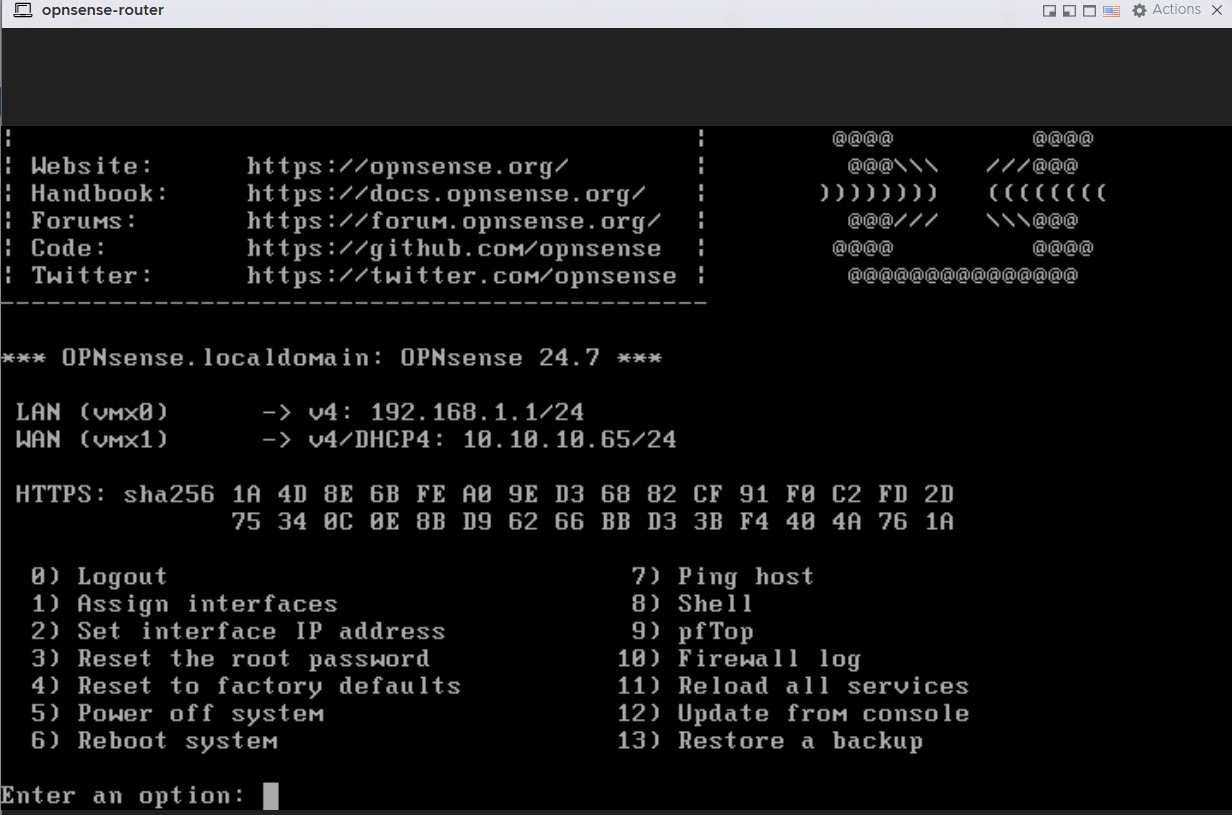 opnsense-router Actions
¦ ¦ @@@@ @@@@
¦ Website: https://opnsense.org/ ¦ @@@\\\ ///@@@
¦ Handbook: https://docs.opnsense.org/ ¦ )))))))) ((((((((
¦ Forums: https://forum.opnsense.org/ ¦ @@@/// \\\@@@
¦ Code: https://github.com/opnsense ¦ @@@@ @@@@
¦ Twitter: https://twitter.com/opnsense ¦ @@@@@@@@@@@@@@@
----------------------------------------------
*** OPNsense.localdomain: OPNsense 24.7 ***
LAN (vmx0) -> v4: 192.168.1.1/24
WAN (vmx1) -> v4/DHCP4: 10.10.10.65/24
HTTPS: sha256 1A 4D 8E 6B FE A0 9E D3 68 82 CF 91 F0 C2 FD 2D
75 34 0C 0E 8B D9 62 66 BB D3 3B F4 40 4A 76 1A
0) Logout 7) Ping host
1) Assign interfaces 8) Shell
2) Set interface IP address 9) pfTop
3) Reset the root password 10) Firewall log
4) Reset to factory defaults 11) Reload all services
5) Power off system 12) Update from console
6) Reboot system 13) Restore a backup
Enter an option: